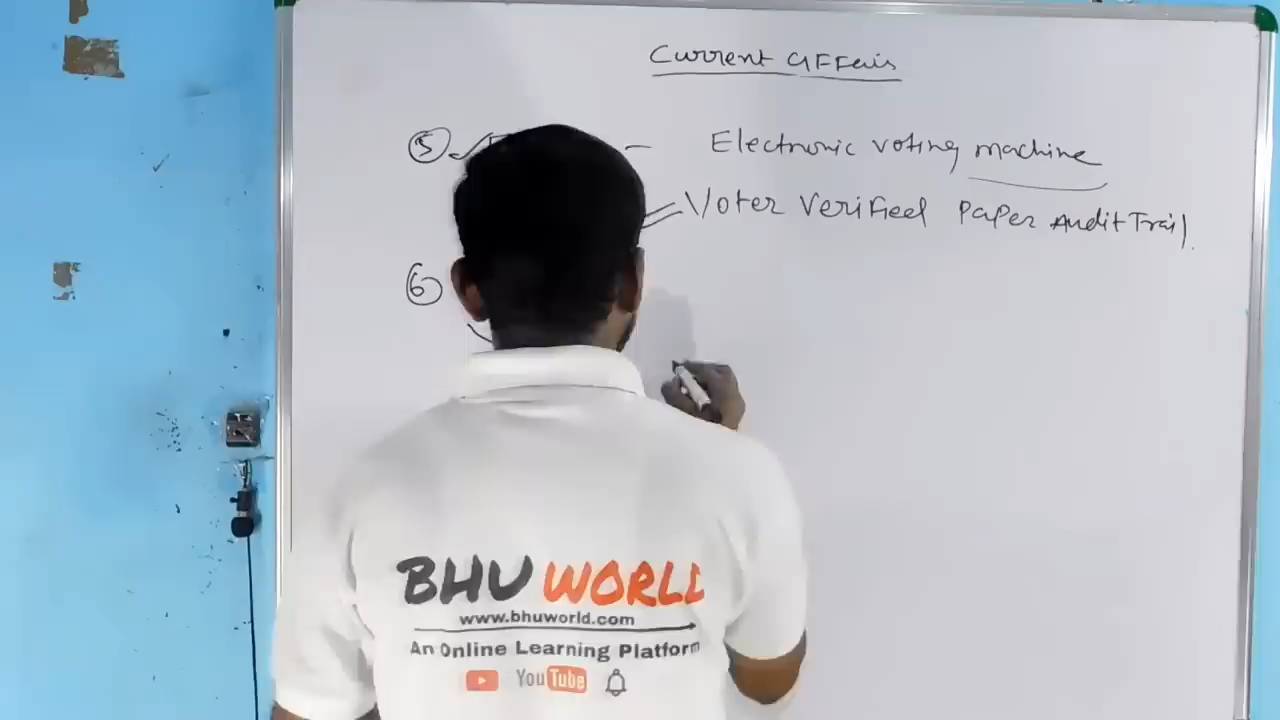 Current Affairs
5 - Electronic voting machine
Voter Verified Paper Audit Trail
6
BHU WORLD
www.bhuworld.com
An Online Learning Platform
YouTube